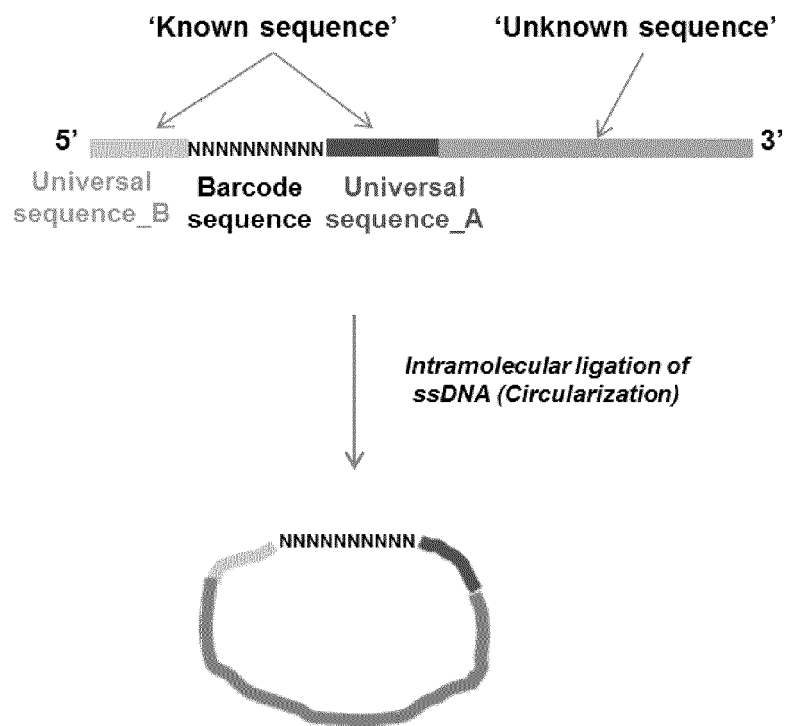 ‘Known sequence’
‘Unknown sequence’
5’
NNNNNNNNNN
3’
Universal
sequence_B
Barcode
sequence
Universal
sequence_A
Intramolecular ligation of
ssDNA (Circularization)
NNNNNNNNNN